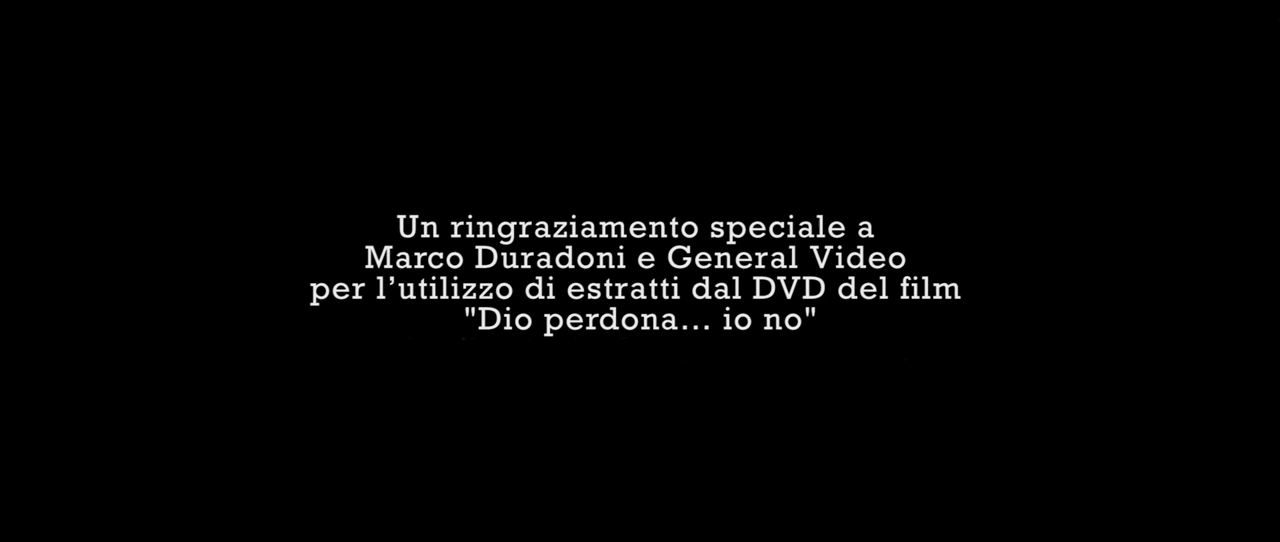 Un ringraziamento speciale a
Marco Duradoni e General Video
per l’utilizzo di estratti dal DVD del film
"Dio perdona... io no"